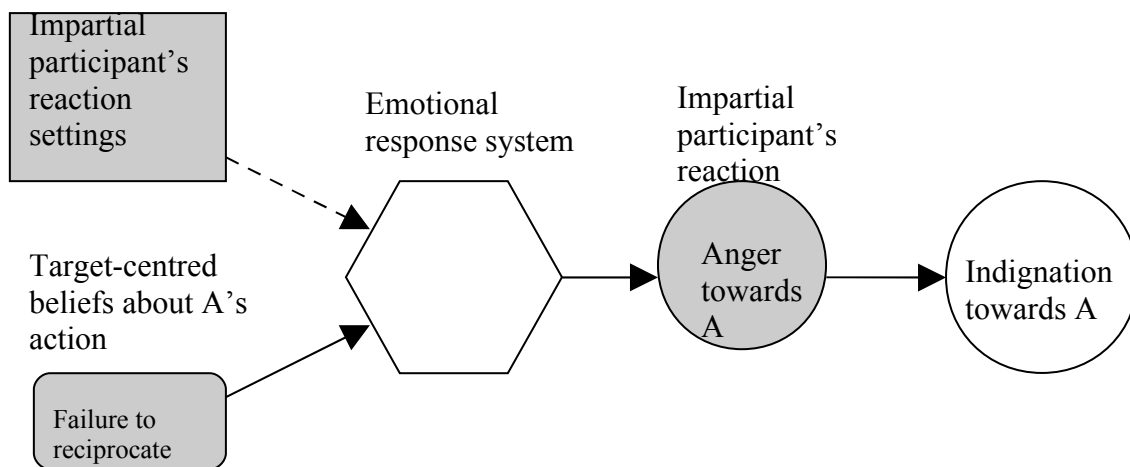 Impartial
participant’s
reaction
settings
Emotional
response system
Impartial
participant’s
reaction
Target-centred
beliefs about A’s
action
Anger
towards
A
Indignation
towards A
Failure to
reciprocate